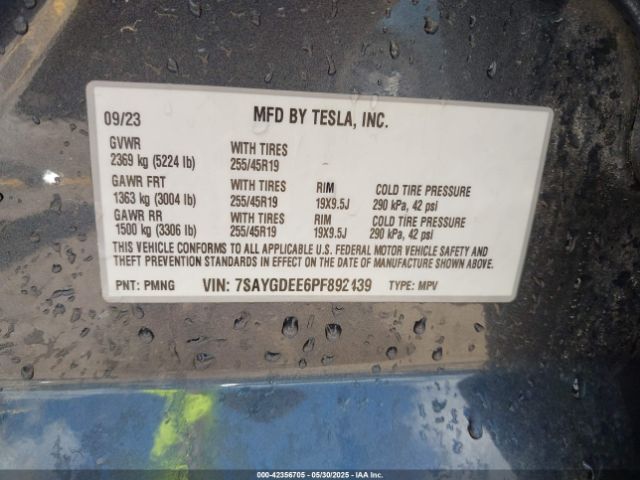 09/23 MFD BY TESLA, INC.
GVWR WITH TIRES
2369 kg (5224 lb) 255/45R19
GAWR FRT WITH TIRES RIM COLD TIRE PRESSURE
1363 kg (3004 lb) 255/45R19 19X9.5J 290 kPa, 42 psi
GAWR RR WITH TIRES RIM COLD TIRE PRESSURE
1500 kg (3306 lb) 255/45R19 19X9.5J 290 kPa, 42 psi
THIS VEHICLE CONFORMS TO ALL APPLICABLE U.S. FEDERAL MOTOR VEHICLE SAFETY AND
THEFT PREVENTION STANDARDS IN EFFECT ON THE DATE OF MANUFACTURE SHOWN ABOVE.
PNT: PMNG VIN: 7SAYGDEE6PF892439 TYPE: MPV
000-42356705 - 05/30/2025 - IAA Inc.